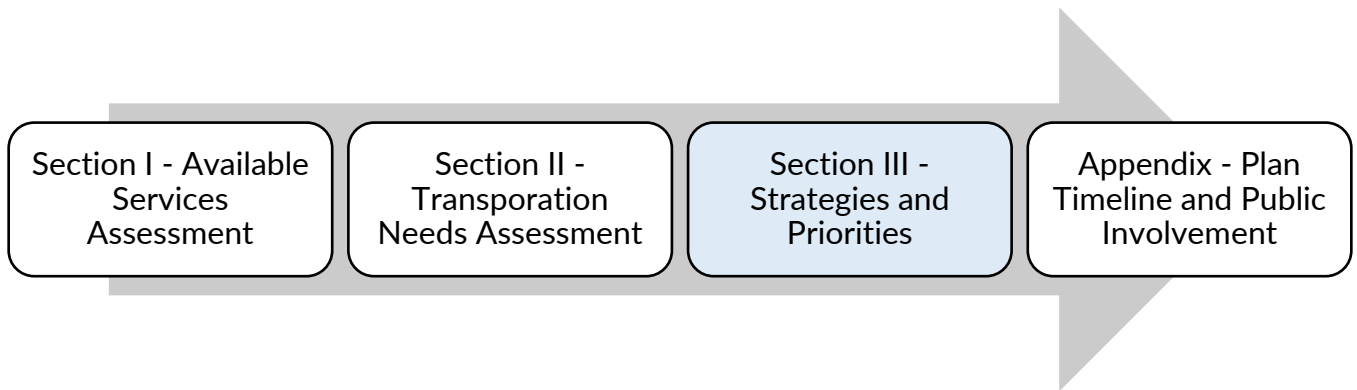 Section I - Available
Services
Assessment
Section II -
Transporation
Needs Assessment
Section III -
Strategies and
Priorities
Appendix - Plan
Timeline and Public
Involvement